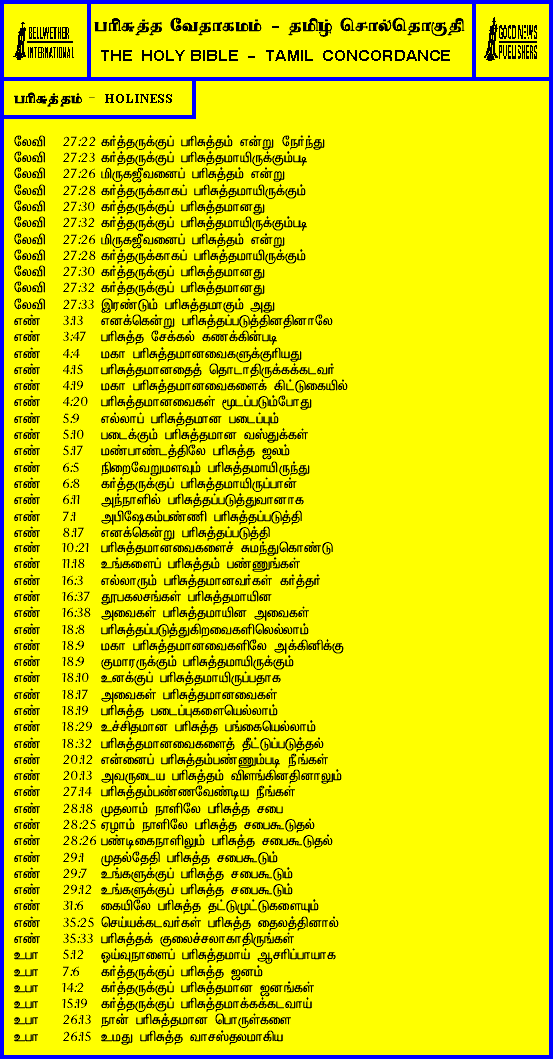 BELLWETHER
INTERNATIONAL
பரிசுத்த வேதாகமம் - தமிழ் சொல்தொகுதி
THE HOLY BIBLE - TAMIL CONCORDANCE
GOOD NEWS
PUBLISHERS
பரிசுத்தம் - HOLINESS
லேவி 27:22 கர்த்தருக்குப் பரிசுத்தம் என்று நேர்ந்து
லேவி 27:23 கர்த்தருக்குப் பரிசுத்தமாயிருக்கும்படி
லேவி 27:26 மிருகஜீவனைப் பரிசுத்தம் என்று
லேவி 27:28 கர்த்தருக்காகப் பரிசுத்தமாயிருக்கும்
லேவி 27:30 கர்த்தருக்குப் பரிசுத்தமானது
லேவி 27:32 கர்த்தருக்குப் பரிசுத்தமாயிருக்கும்படி
லேவி 27:26 மிருகஜீவனைப் பரிசுத்தம் என்று
லேவி 27:28 கர்த்தருக்காகப் பரிசுத்தமாயிருக்கும்
லேவி 27:30 கர்த்தருக்குப் பரிசுத்தமானது
லேவி 27:32 கர்த்தருக்குப் பரிசுத்தமானது
லேவி 27:33 இரண்டும் பரிசுத்தமாகும் அது
எண் 3:13 எனக்கென்று பரிசுத்தப்படுத்தினதினாலே
எண் 3:47 பரிசுத்த சேக்கல் கணக்கின்படி
எண் 4:4 மகா பரிசுத்தமானவைகளுக்குரியது
எண் 4:15 பரிசுத்தமானதைத் தொடாதிருக்கக்கடவர்
எண் 4:19 மகா பரிசுத்தமானவைகளைக் கிட்டுகையில்
எண் 4:20 பரிசுத்தமானவைகள் மூடப்படும்போது
எண் 5:9 எல்லாப் பரிசுத்தமான படைப்பும்
எண் 5:10 படைக்கும் பரிசுத்தமான வஸ்துக்கள்
எண் 5:17 மண்பாண்டத்திலே பரிசுத்த ஜலம்
எண் 6:5 நிறைவேறுமளவும் பரிசுத்தமாயிருந்து
எண் 6:8 கர்த்தருக்குப் பரிசுத்தமாயிருப்பான்
எண் 6:11 அந்நாளில் பரிசுத்தப்படுத்துவானாக
எண் 7:1 அபிஷேகம்பண்ணி பரிசுத்தப்படுத்தி
எண் 8:17 எனக்கென்று பரிசுத்தப்படுத்தி
எண் 10:21 பரிசுத்தமானவைகளைச் சுமந்துகொண்டு
எண் 11:18 உங்களைப் பரிசுத்தம் பண்ணுங்கள்
எண் 16:3 எல்லாரும் பரிசுத்தமானவர்கள் கர்த்தர்
எண் 16:37 தூபகலசங்கள் பரிசுத்தமாயின
எண் 16:38 அவைகள் பரிசுத்தமாயின அவைகள்
எண் 18:8 பரிசுத்தப்படுத்துகிறவைகளிலெல்லாம்
எண் 18:9 மகா பரிசுத்தமானவைகளிலே அக்கினிக்கு
எண் 18:9 குமாரருக்கும் பரிசுத்தமாயிருக்கும்
எண் 18:10 உனக்குப் பரிசுத்தமாயிருப்பதாக
எண் 18:17 அவைகள் பரிசுத்தமானவைகள்
எண் 18:19 பரிசுத்த படைப்புகளையெல்லாம்
எண் 18:29 உச்சிதமான பரிசுத்த பங்கையெல்லாம்
எண் 18:32 பரிசுத்தமானவைகளைத் தீட்டுப்படுத்தல்
எண் 20:12 என்னைப் பரிசுத்தம்பண்ணும்படி நீங்கள்
எண் 20:13 அவருடைய பரிசுத்தம் விளங்கினதினாலும்
எண் 27:14 பரிசுத்தம்பண்ணவேண்டிய நீங்கள்
எண் 28:18 முதலாம் நாளிலே பரிசுத்த சபை
எண் 28:25 ஏழாம் நாளிலே பரிசுத்த சபைகூடுதல்
எண் 28:26 பண்டிகைநாளிலும் பரிசுத்த சபைகூடுதல்
எண் 29:1 முதல்தேதி பரிசுத்த சபைகூடும்
எண் 29:7 உங்களுக்குப் பரிசுத்த சபைகூடும்
எண் 29:12 உங்களுக்குப் பரிசுத்த சபைகூடும்
எண் 31:6 கையிலே பரிசுத்த தட்டுமுட்டுகளையும்
எண் 35:25 செய்யக்கடவர்கள் பரிசுத்த தைலத்தினால்
எண் 35:33 பரிசுத்தக் குலைச்சலாகாதிருங்கள்
உபா 5:12 ஓய்வுநாளைப் பரிசுத்தமாய் ஆசரிப்பாயாக
உபா 7:6 கர்த்தருக்குப் பரிசுத்த ஜனம்
உபா 14:2 கர்த்தருக்குப் பரிசுத்தமான ஜனங்கள்
உபா 15:19 கர்த்தருக்குப் பரிசுத்தமாக்கக்கடவாய்
உபா 26:13 நான் பரிசுத்தமான பொருள்களை
உபா 26:15 உமது பரிசுத்த வாசஸ்தலமாகிய